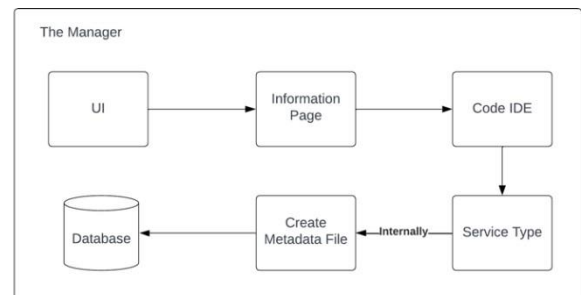 The Manager
UI
Information
Page
Code IDE
Database
Create
Metadata File
Internally
Service Type